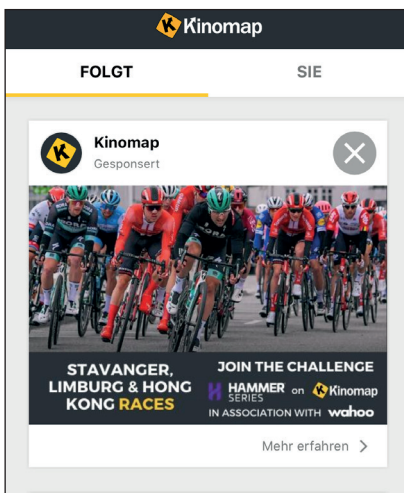 Kinomap
FOLGT SIE
Kinomap
Gesponsert
BORA
STAVANGER,
LIMBURG & HONG
KONG RACES
JOIN THE CHALLENGE
HAMMER SERIES on Kinomap
IN ASSOCIATION WITH wahoo
Mehr erfahren